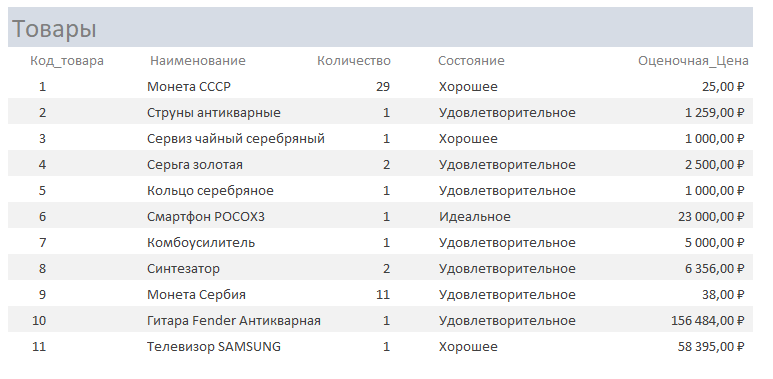 Товары
Код_товара Наименование Количество Состояние Оценочная_Цена
1 Монета СССР 29 Хорошее 25,00 ₽
2 Струны антикварные 1 Удовлетворительное 1 259,00 ₽
3 Сервиз чайный серебряный 1 Хорошее 1 000,00 ₽
4 Серьга золотая 2 Удовлетворительное 2 500,00 ₽
5 Кольцо серебряное 1 Удовлетворительное 1 000,00 ₽
6 Смартфон POCOX3 1 Идеальное 23 000,00 ₽
7 Комбоусилитель 1 Удовлетворительное 5 000,00 ₽
8 Синтезатор 2 Удовлетворительное 6 356,00 ₽
9 Монета Сербия 11 Удовлетворительное 38,00 ₽
10 Гитара Fender Антикварная 1 Удовлетворительное 156 484,00 ₽
11 Телевизор SAMSUNG 1 Хорошее 58 395,00 ₽